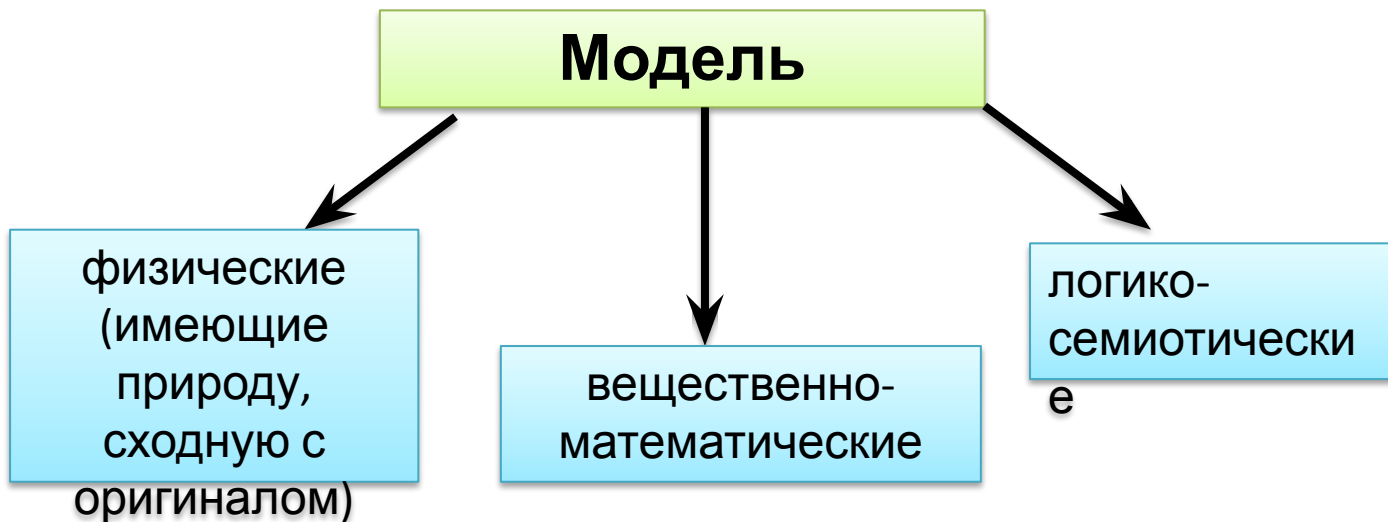 Модель
физические
(имеющие
природу,
сходную с
оригиналом)
вещественно-
математические
логико-
семиотически
е